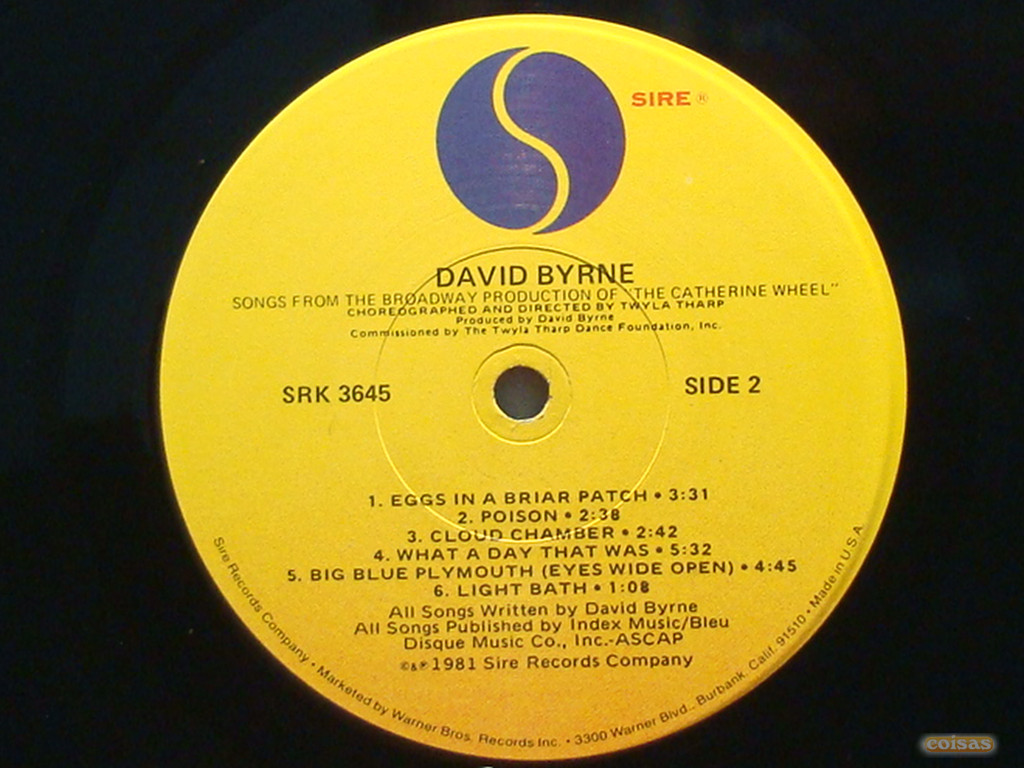 SIRE ®
DAVID BYRNE
SONGS FROM THE BROADWAY PRODUCTION OF "THE CATHERINE WHEEL"
CHOREOGRAPHED AND DIRECTED BY TWYLA THARP
Produced by David Byrne
Commissioned by The Twyla Tharp Dance Foundation, Inc.
SRK 3645
SIDE 2
1. EGGS IN A BRIAR PATCH • 3:31
2. POISON • 2:38
3. CLOUD CHAMBER • 2:42
4. WHAT A DAY THAT WAS • 5:32
5. BIG BLUE PLYMOUTH (EYES WIDE OPEN) • 4:45
6. LIGHT BATH • 1:08
All Songs Written by David Byrne
All Songs Published by Index Music/Bleu
Disque Music Co., Inc.-ASCAP
©&℗ 1981 Sire Records Company
Sire Records Company • Marketed by Warner Bros. Records Inc. • 3300 Warner Blvd., Burbank, Calif. 91510 • Made in U.S.A.
coisas